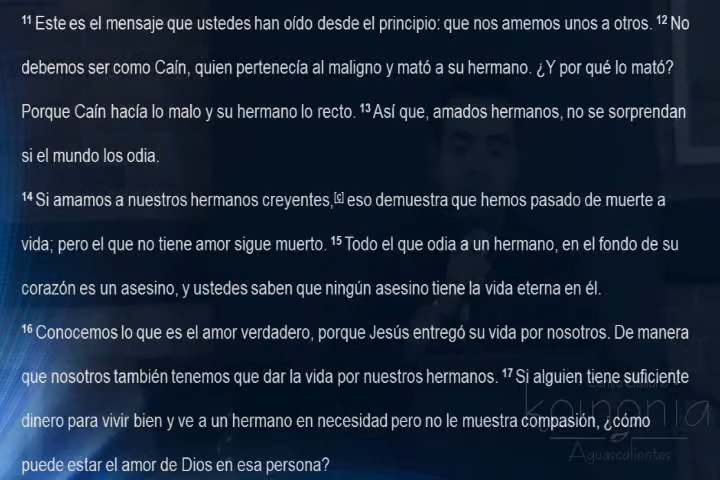 ¹¹ Este es el mensaje que ustedes han oído desde el principio: que nos amemos unos a otros. ¹² No
debemos ser como Caín, quien pertenecía al maligno y mató a su hermano. ¿Y por qué lo mató?
Porque Caín hacía lo malo y su hermano lo recto. ¹³ Así que, amados hermanos, no se sorprendan
si el mundo los odia.
¹⁴ Si amamos a nuestros hermanos creyentes,[c] eso demuestra que hemos pasado de muerte a
vida; pero el que no tiene amor sigue muerto. ¹⁵ Todo el que odia a un hermano, en el fondo de su
corazón es un asesino, y ustedes saben que ningún asesino tiene la vida eterna en él.
¹⁶ Conocemos lo que es el amor verdadero, porque Jesús entregó su vida por nosotros. De manera
que nosotros también tenemos que dar la vida por nuestros hermanos. ¹⁷ Si alguien tiene suficiente
dinero para vivir bien y ve a un hermano en necesidad pero no le muestra compasión, ¿cómo
puede estar el amor de Dios en esa persona?
koinonia
Aguascalientes